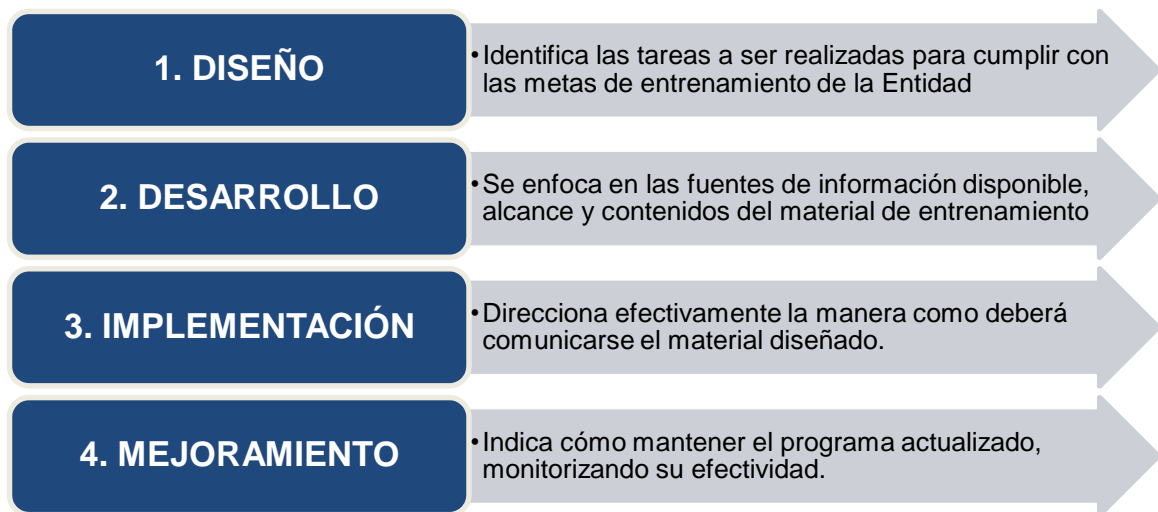 1. DISEÑO
•Identifica las tareas a ser realizadas para cumplir con
las metas de entrenamiento de la Entidad
2. DESARROLLO
•Se enfoca en las fuentes de información disponible,
alcance y contenidos del material de entrenamiento
3. IMPLEMENTACIÓN
•Direcciona efectivamente la manera como deberá
comunicarse el material diseñado.
4. MEJORAMIENTO
•Indica cómo mantener el programa actualizado,
monitorizando su efectividad.